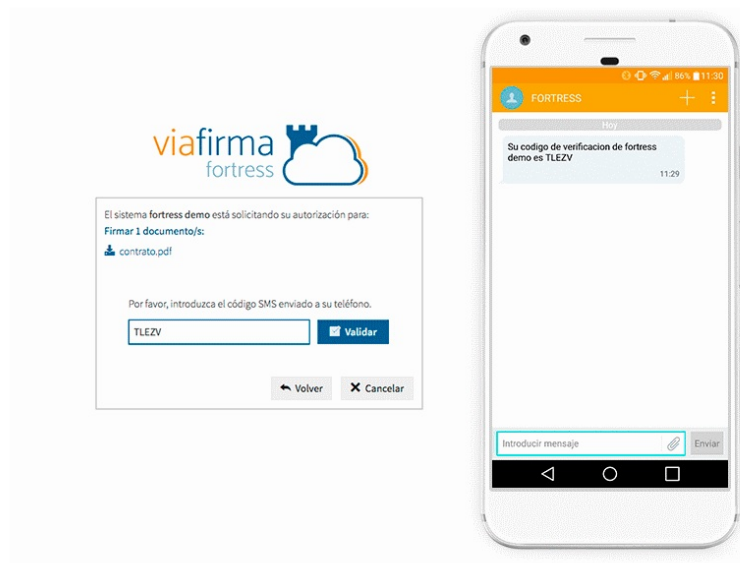 viafirma
fortress
El sistema fortress demo está solicitando su autorización para:
Firmar 1 documento/s:
contrato.pdf
Por favor, introduzca el código SMS enviado a su teléfono.
TLEZV
Validar
Volver
Cancelar
86% 11:30
FORTRESS
Hoy
Su codigo de verificacion de fortress
demo es TLEZV
11:29
Introducir mensaje
Enviar